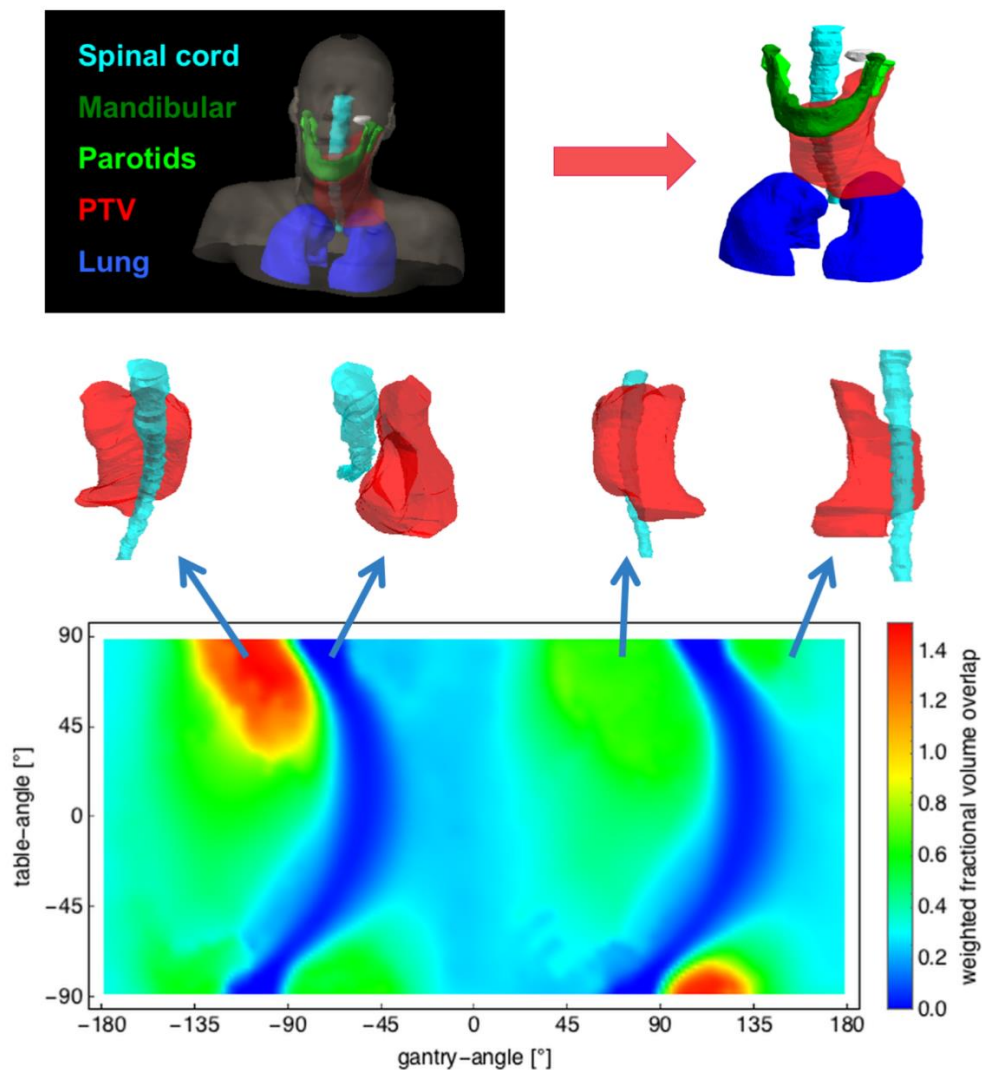 Spinal cord
Mandibular
Parotids
PTV
Lung
90
45
0
−45
−90
table−angle [°]
−180 −135 −90 −45 0 45 90 135 180
gantry−angle [°]
1.4
1.2
1.0
0.8
0.6
0.4
0.2
0.0
weighted fractional volume overlap